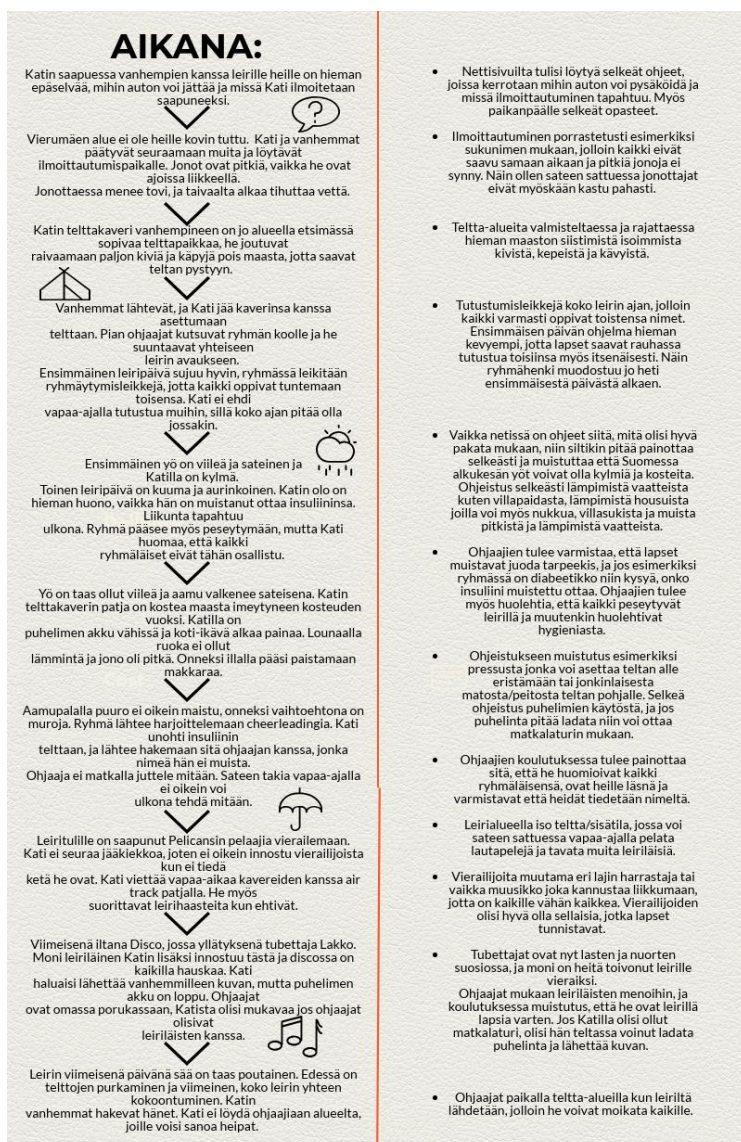 AIKANA:
Katin saapuessa vanhempien kanssa leirille heille on hieman
epäselvää, mihin auton voi jättää ja missä Kati ilmoitetaan
saapuneeksi.
Vierumäen alue ei ole heille kovin tuttu. Kati ja vanhemmat
päätyvät seuraamaan muita ja löytävät
ilmoittautumispaikalle. Jonot ovat pitkiä, vaikka he ovat
ajoissa liikkeellä.
Jonottaessa menee tovi, ja taivaalta alkaa tihuttaa vettä.
Katin telttakaveri vanhempineen on jo alueella etsimässä
sopivaa telttapaikkaa, he joutuvat
raivaamaan paljon kiviä ja käpyjä pois maasta, jotta saavat
teltan pystyyn.
Vanhemmat lähtevät, ja Kati jää kaverinsa kanssa
asettumaan
telttaan. Pian ohjaajat kutsuvat ryhmän koolle ja he
suuntaavat yhteiseen
leirin avaukseen.
Ensimmäinen leiripäivä sujuu hyvin, ryhmässä leikitään
ryhmäytymisleikkejä, jotta kaikki oppivat tuntemaan
toisensa. Kati ei ehdi
vapaa-ajalla tutustua muihin, sillä koko ajan pitää olla
jossakin.
Ensimmäinen yö on viileä ja sateinen ja
Katilla on kylmä.
Toinen leiripäivä on kuuma ja aurinkoinen. Katin olo on
hieman huono, vaikka hän on muistanut ottaa insuliininsa.
Liikunta tapahtuu
ulkona. Ryhmä pääsee myös peseytymään, mutta Kati
huomaa, että kaikki
ryhmäläiset eivät tähän osallistu.
Yö on taas ollut viileä ja aamu valkenee sateisena. Katin
telttakaverin patja on kostea maasta imeytyneen kosteuden
vuoksi. Katilla on
puhelimen akku vähissä ja koti-ikävä alkaa painaa. Lounaalla
ruoka ei ollut
lämmintä ja jono oli pitkä. Onneksi illalla pääsi paistamaan
makkaraa.
Aamupalalla puuro ei oikein maistu, onneksi vaihtoehtona on
muroja. Ryhmä lähtee harjoittelemaan cheerleadingia. Kati
unohti insuliinin
telttaan, ja lähtee hakemaan sitä ohjaajan kanssa, jonka
nimeä hän ei muista.
Ohjaaja ei matkalla juttele mitään. Sateen takia vapaa-ajalla
ei oikein voi
ulkona tehdä mitään.
Leiritulille on saapunut Pelicansin pelaajia vierailemaan.
Kati ei seuraa jääkiekkoa, joten ei oikein innostu vierailijoista
kun ei tiedä
ketä he ovat. Kati viettää vapaa-aikaa kavereiden kanssa air
track patjalla. He myös
suorittavat leirihaasteita kun ehtivät.
Viimeisenä iltana Disco, jossa yllätyksenä tubettaja Lakko.
Moni leiriläinen Katin lisäksi innostuu tästä ja discossa on
kaikilla hauskaa. Kati
haluaisi lähettää vanhemmilleen kuvan, mutta puhelimen
akku on loppu. Ohjaajat
ovat omassa porukassaan, Katista olisi mukavaa jos ohjaajat
olisivat
leiriläisten kanssa.
Leirin viimeisenä päivänä sää on taas poutainen. Edessä on
telttojen purkaminen ja viimeinen, koko leirin yhteen
kokoontuminen. Katin
vanhemmat hakevat hänet. Kati ei löydä ohjaajiaan alueelta,
joille voisi sanoa heipat.
• Nettisivuilta tulisi löytyä selkeät ohjeet,
joissa kerrotaan mihin auton voi pysäköidä ja
missä ilmoittautuminen tapahtuu. Myös
paikanpäälle selkeät opasteet.
• Ilmoittautuminen porrastetusti esimerkiksi
sukunimen mukaan, jolloin kaikki eivät
saavu samaan aikaan ja pitkiä jonoja ei
synny. Näin ollen sateen sattuessa jonottajat
eivät myöskään kastu pahasti.
• Teltta-alueita valmisteltaessa ja rajattaessa
hieman maaston siistimistä isoimmista
kivistä, kepeistä ja kävyistä.
• Tutustumisleikkejä koko leirin ajan, jolloin
kaikki varmasti oppivat toistensa nimet.
Ensimmäisen päivän ohjelma hieman
kevyempi, jotta lapset saavat rauhassa
tutustua toisiinsa myös itsenäisesti. Näin
ryhmähenki muodostuu jo heti
ensimmäisestä päivästä alkaen.
• Vaikka netissä on ohjeet siitä, mitä olisi hyvä
pakata mukaan, niin siltikin pitää painottaa
selkeästi ja muistuttaa että Suomessa
alkukesän yöt voivat olla kylmiä ja kosteita.
Ohjeistus selkeästi lämpimistä vaatteista
kuten villapaidasta, lämpimistä housuista
joilla voi myös nukkua, villasukista ja muista
pitkistä ja lämpimistä vaatteista.
• Ohjaajien tulee varmistaa, että lapset
muistavat juoda tarpeekis, ja jos esimerkiksi
ryhmässä on diabeetikko niin kysyä, onko
insuliini muistettu ottaa. Ohjaajien tulee
myös huolehtia, että kaikki peseytyvät
leirillä ja muutenkin huolehtivat
hygieniasta.
• Ohjeistukseen muistutus esimerkiksi
pressusta jonka voi asettaa teltan alle
eristämään tai jonkinlaisesta
matosta/peitosta teltan pohjalle. Selkeä
ohjeistus puhelimien käytöstä, ja jos
puhelinta pitää ladata niin voi ottaa
matkalaturin mukaan.
• Ohjaajien koulutuksessa tulee painottaa
sitä, että he huomioivat kaikki
ryhmäläisensä, ovat heille läsnä ja
varmistavat että heidät tiedetään nimeltä.
• Leirialueella iso teltta/sisätila, jossa voi
sateen sattuessa vapaa-ajalla pelata
lautapelejä ja tavata muita leiriläisiä.
• Vierailijoita muutama eri lajin harrastaja tai
vaikka muusikko joka kannustaa liikkumaan,
jotta on kaikille vähän kaikkea. Vierailijoiden
olisi hyvä olla sellaisia, jotka lapset
tunnistavat.
• Tubettajat ovat nyt lasten ja nuorten
suosiossa, ja moni on heitä toivonut leirille
vieraiksi.
Ohjaajat mukaan leiriläisten menoihin, ja
koulutuksessa muistutus, että he ovat leirillä
lapsia varten. Jos Katilla olisi ollut
matkalaturi, olisi hän teltassa voinut ladata
puhelinta ja lähettää kuvan.
• Ohjaajat paikalla teltta-alueilla kun leiriltä
lähdetään, jolloin he voivat moikata kaikille.